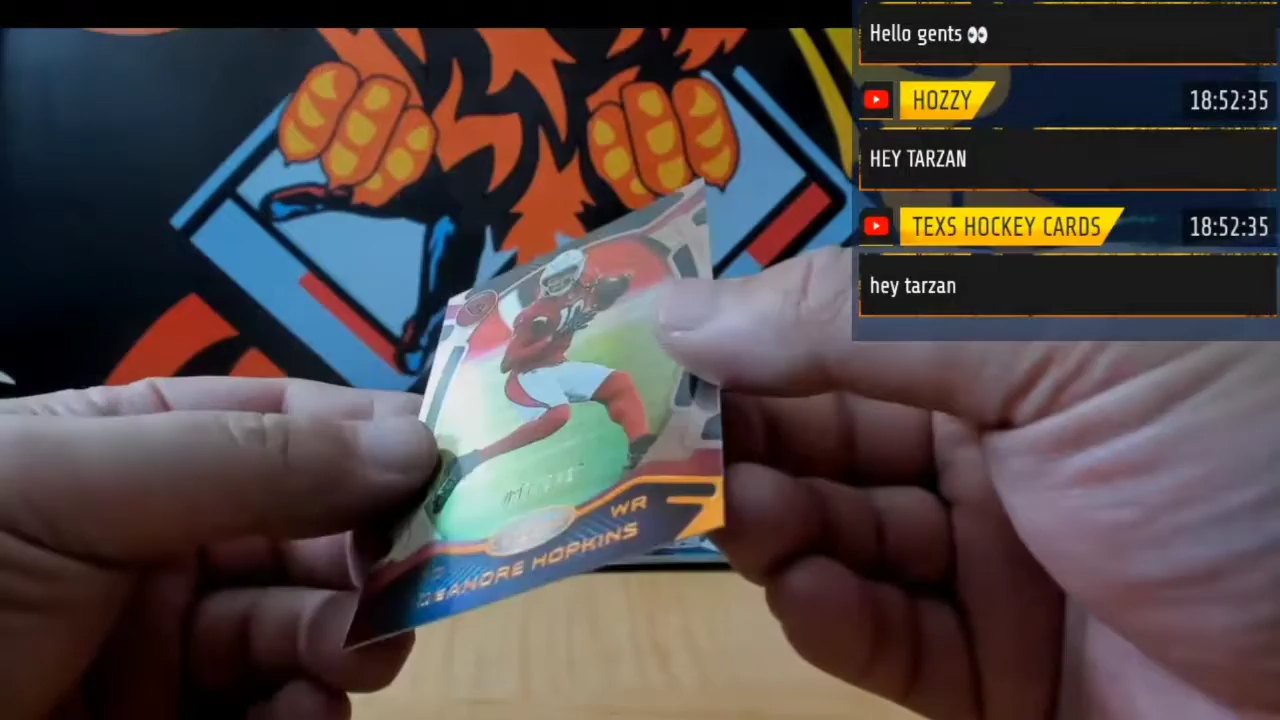 Hello gents 👀
HOZZY
18:52:35
HEY TARZAN
TEXS HOCKEY CARDS
18:52:35
hey tarzan
WR
HOPKINS